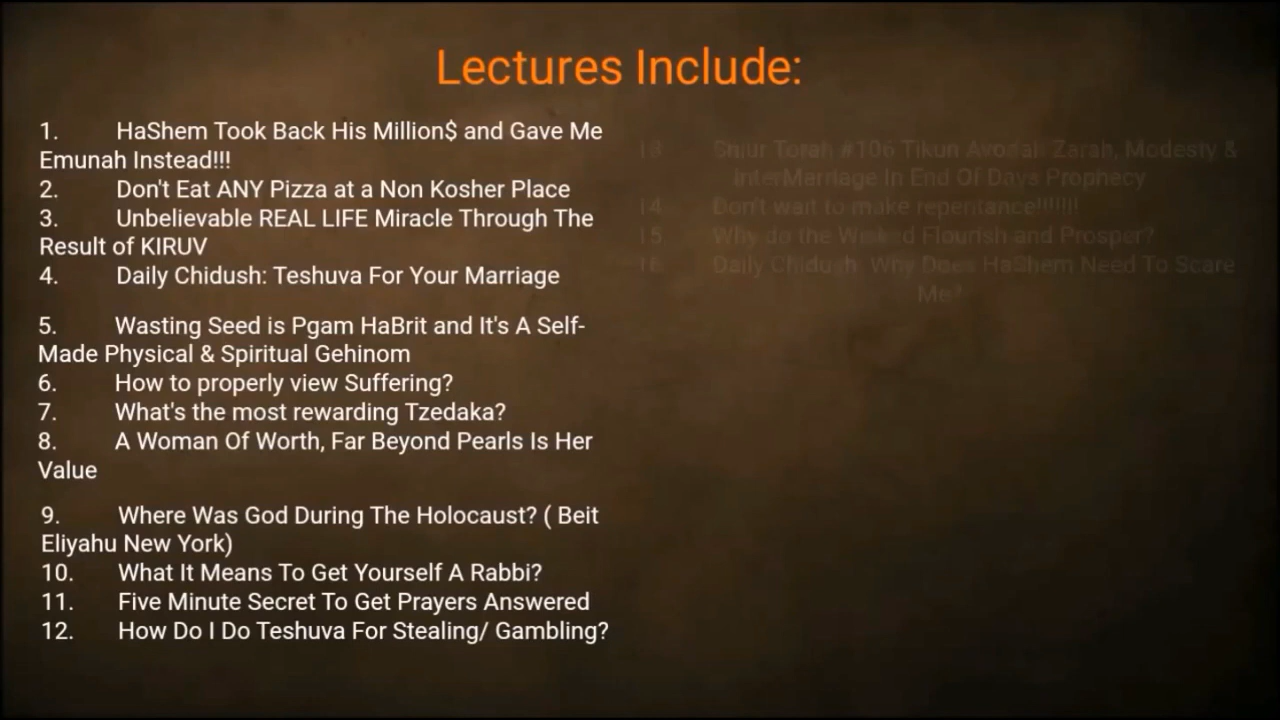 Lectures Include:
1. HaShem Took Back His Million$ and Gave Me
Emunah Instead!!!
2. Don't Eat ANY Pizza at a Non Kosher Place
3. Unbelievable REAL LIFE Miracle Through The
Result of KIRUV
4. Daily Chidush: Teshuva For Your Marriage
5. Wasting Seed is Pgam HaBrit and It's A Self-
Made Physical & Spiritual Gehinom
6. How to properly view Suffering?
7. What's the most rewarding Tzedaka?
8. A Woman Of Worth, Far Beyond Pearls Is Her
Value
9. Where Was God During The Holocaust? ( Beit
Eliyahu New York)
10. What It Means To Get Yourself A Rabbi?
11. Five Minute Secret To Get Prayers Answered
12. How Do I Do Teshuva For Stealing/ Gambling?
13. Torah #106 Tikun Zarah, Modesty &
In End Of Days Prophecy
14. Don't wait to make repentance!!!!!!!
15. Why do the Flourish and Prosper?
16. Daily Chidush: Why Does HaShem Need To Scare
Me?